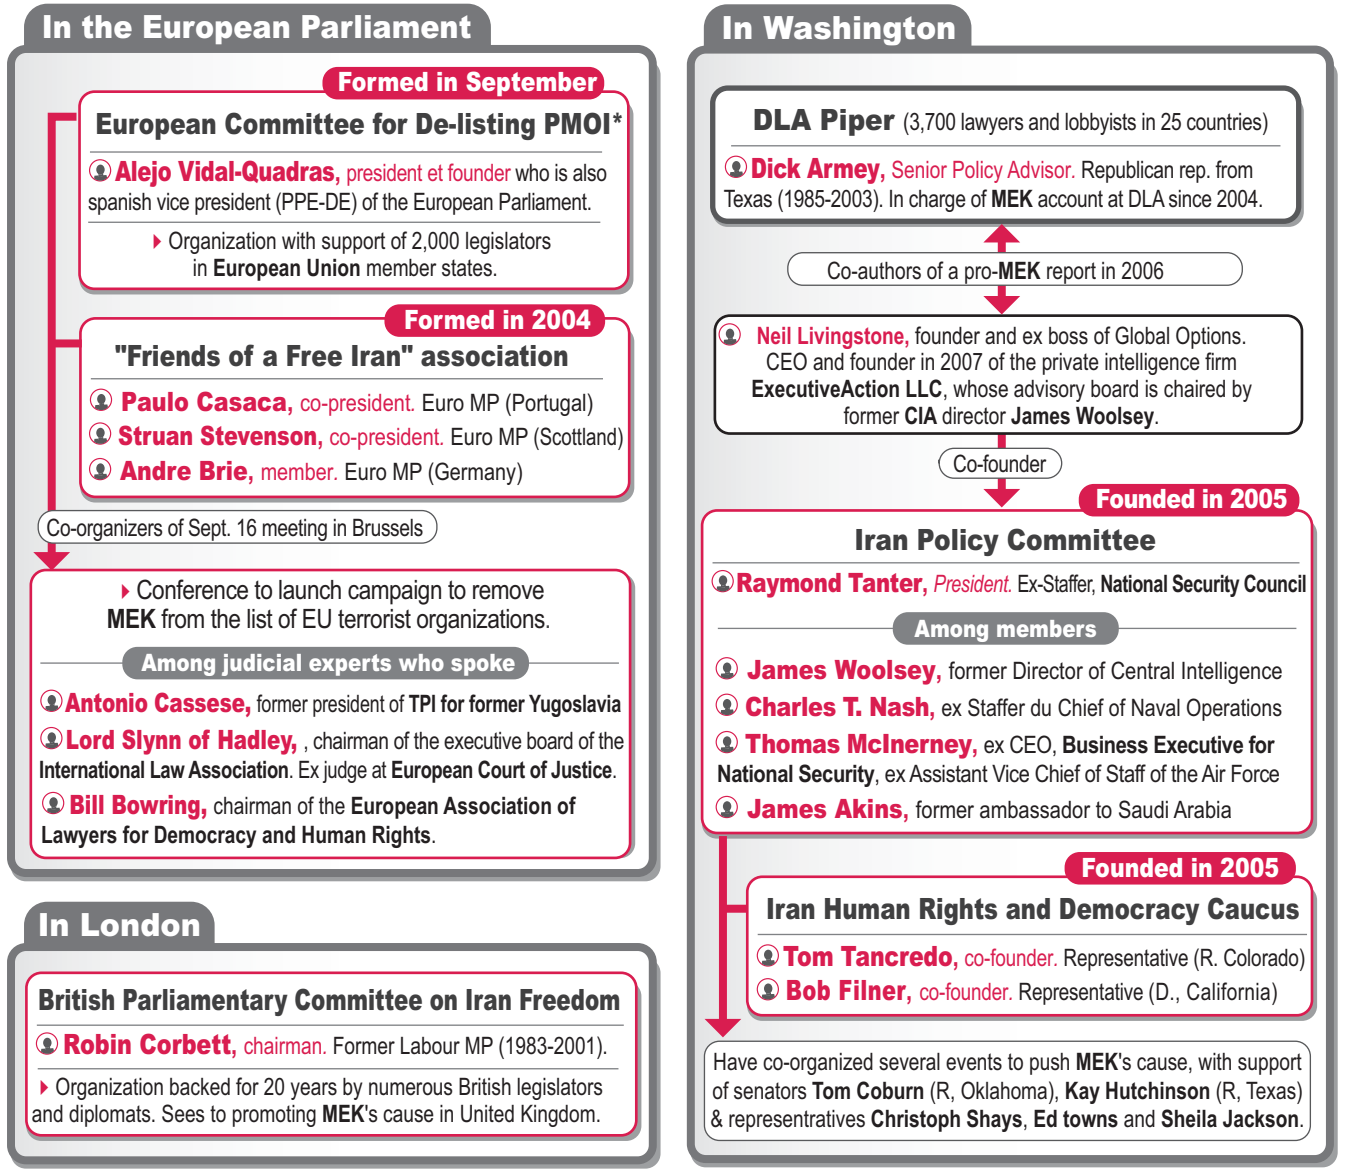 In the European Parliament
Formed in September
European Committee for De-listing PMOI*
Alejo Vidal-Quadras, president et founder who is also
spanish vice president (PPE-DE) of the European Parliament.
Organization with support of 2,000 legislators
in European Union member states.
Formed in 2004
"Friends of a Free Iran" association
Paulo Casaca, co-president. Euro MP (Portugal)
Struan Stevenson, co-president. Euro MP (Scottland)
Andre Brie, member. Euro MP (Germany)
Co-organizers of Sept. 16 meeting in Brussels
Conference to launch campaign to remove
MEK from the list of EU terrorist organizations.
Among judicial experts who spoke
Antonio Cassese, former president of TPI for former Yugoslavia
Lord Slynn of Hadley, , chairman of the executive board of the
International Law Association. Ex judge at European Court of Justice.
Bill Bowring, chairman of the European Association of
Lawyers for Democracy and Human Rights.
In London
British Parliamentary Committee on Iran Freedom
Robin Corbett, chairman. Former Labour MP (1983-2001).
Organization backed for 20 years by numerous British legislators
and diplomats. Sees to promoting MEK's cause in United Kingdom.
In Washington
DLA Piper (3,700 lawyers and lobbyists in 25 countries)
Dick Armey, Senior Policy Advisor. Republican rep. from
Texas (1985-2003). In charge of MEK account at DLA since 2004.
Co-authors of a pro-MEK report in 2006
Neil Livingstone, founder and ex boss of Global Options.
CEO and founder in 2007 of the private intelligence firm
ExecutiveAction LLC, whose advisory board is chaired by
former CIA director James Woolsey.
Co-founder
Founded in 2005
Iran Policy Committee
Raymond Tanter, President. Ex-Staffer, National Security Council
Among members
James Woolsey, former Director of Central Intelligence
Charles T. Nash, ex Staffer du Chief of Naval Operations
Thomas McInerney, ex CEO, Business Executive for
National Security, ex Assistant Vice Chief of Staff of the Air Force
James Akins, former ambassador to Saudi Arabia
Founded in 2005
Iran Human Rights and Democracy Caucus
Tom Tancredo, co-founder. Representative (R. Colorado)
Bob Filner, co-founder. Representative (D., California)
Have co-organized several events to push MEK's cause, with support
of senators Tom Coburn (R, Oklahoma), Kay Hutchinson (R, Texas)
& representratives Christoph Shays, Ed towns and Sheila Jackson.